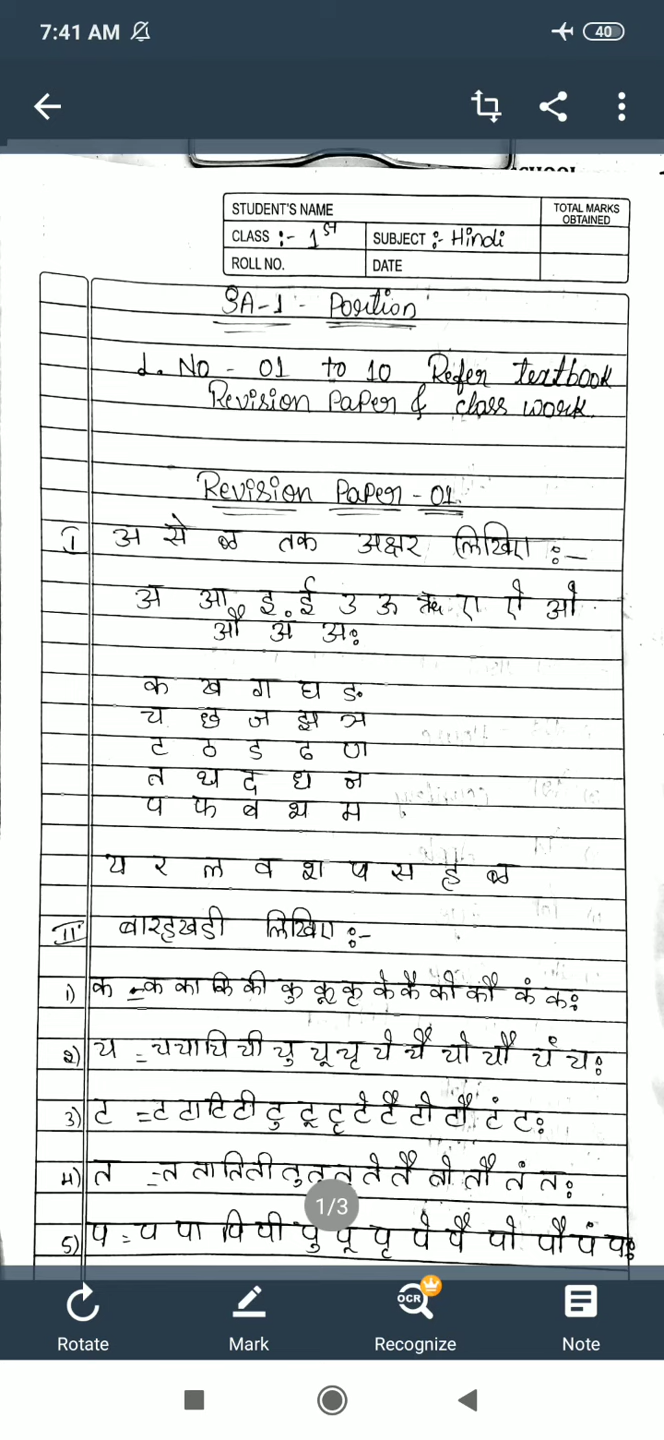 7:41 AM
40
STUDENT'S NAME
TOTAL MARKS OBTAINED
CLASS :- 1st
SUBJECT :- Hindi
ROLL NO.
DATE
SA-1 - Position
L. No - 01 to 10 Refer textbook
Revision Paper & class work.
Revision Paper - 01
I अ से ळ तक अक्षर लिखिए :-
अ आ इ ई उ ऊ ऋ ए ऐ ओ
औ अं अः
क ख ग घ ङ
च छ ज झ ञ
ट ठ ड ढ ण
त थ द ध न
प फ ब भ म
य र ल व श ष स ह ळ
II बारहखडी लिखिए :-
1) क = क का कि की कु कू कृ के कै को कौ कं कः
2) च = च चा चि ची चु चू चृ चे चै चो चौ चं चः
3) ट = ट टा टि टी टु टू टृ टे टै टो टौ टं टः
4) त = त ता ति ती तु तू तृ ते तै तो तौ तं तः
1/3
5) प = प पा पि पी पु पू पृ पे पै पो पौ पं पः
Rotate
Mark
OCR
Recognize
Note